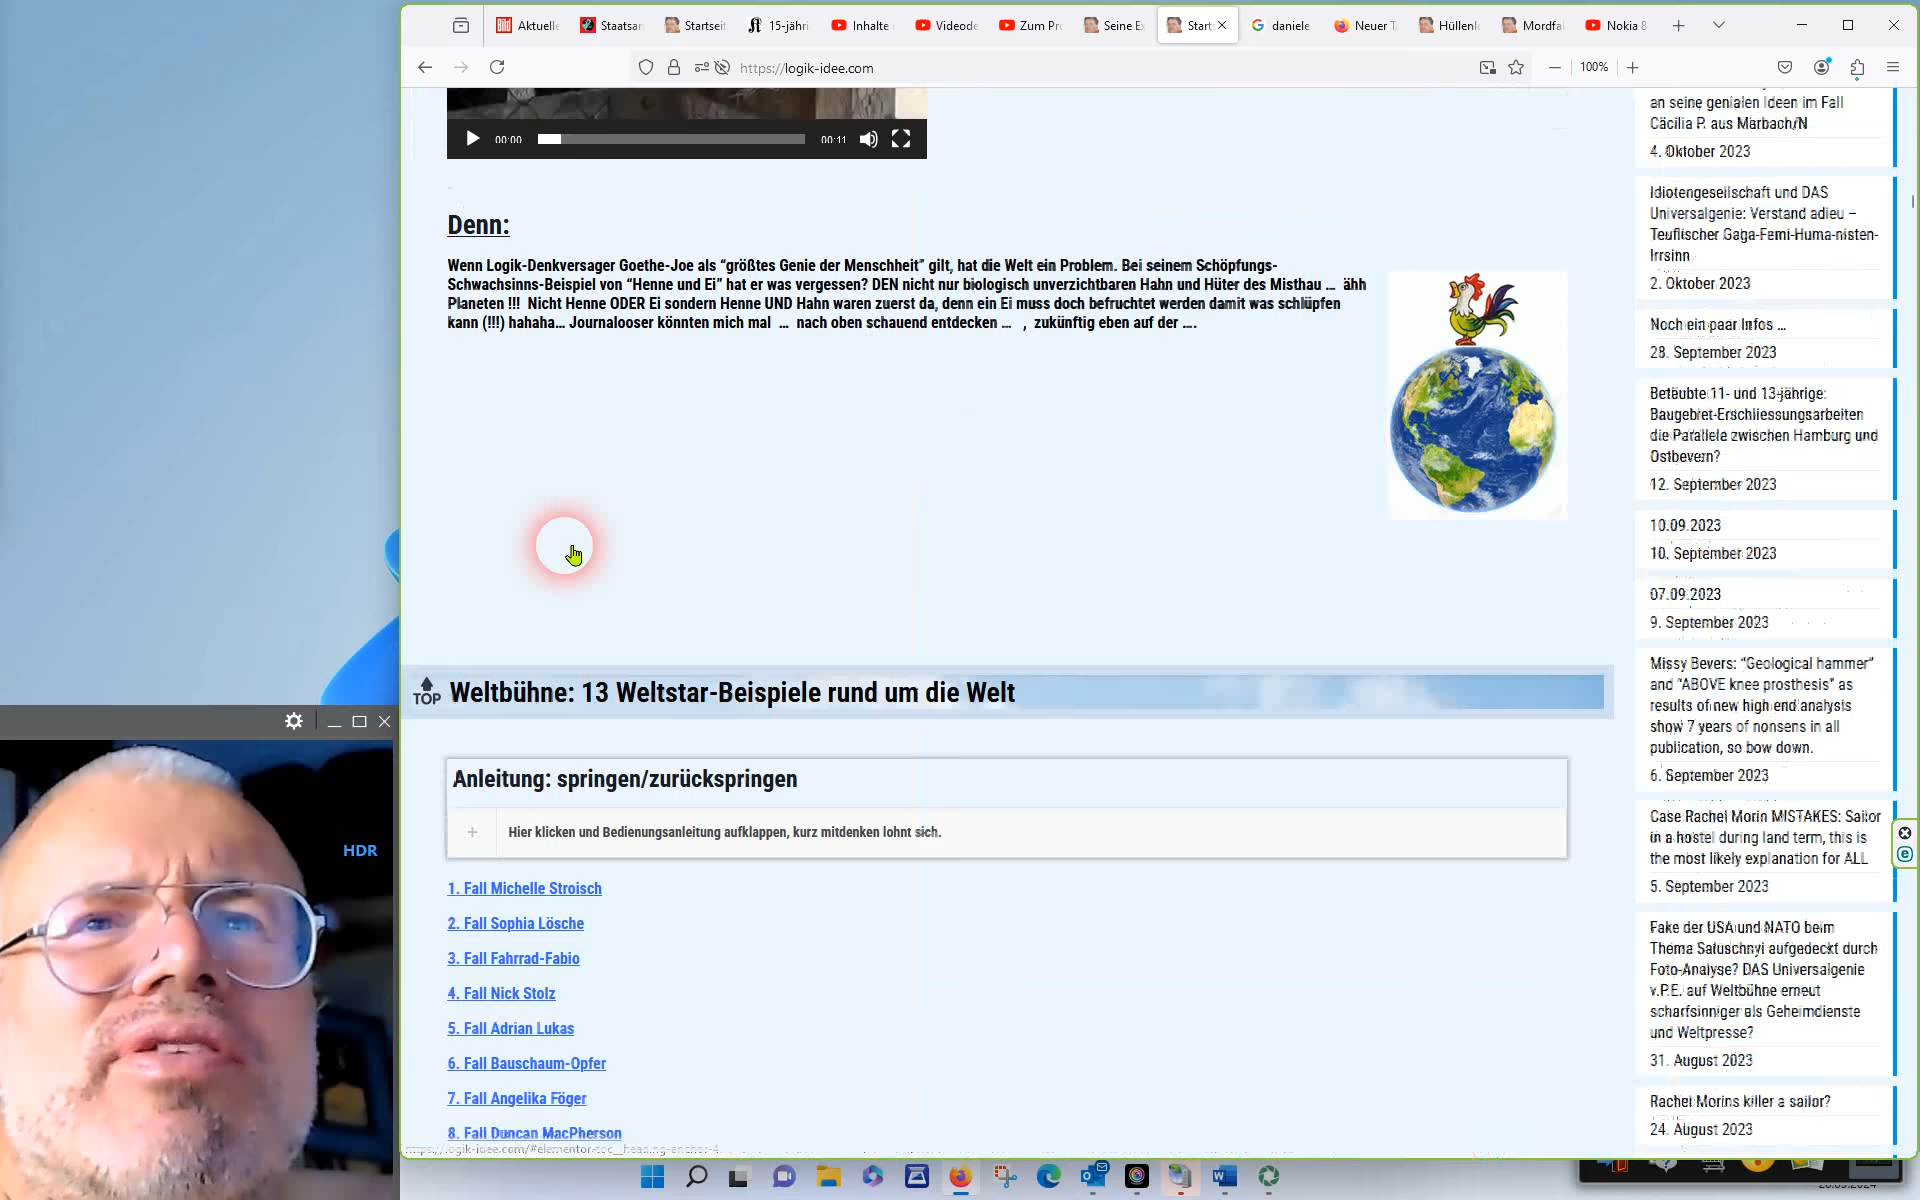 Aktuelle
Staatsan
Startseit
15-jähri
Inhalte
Videode
Zum Pr
Seine E
Start
daniele
Neuer T
Hüllenl
Mordfal
Nokia 8
https://logik-idee.com
100%
00:00
00:11
Denn:
Wenn Logik-Denkversager Goethe-Joe als “größtes Genie der Menschheit” gilt, hat die Welt ein Problem. Bei seinem Schöpfungs-
Schwachsinns-Beispiel von “Henne und Ei” hat er was vergessen? DEN nicht nur biologisch unverzichtbaren Hahn und Hüter des Misthau ... ähh
Planeten !!! Nicht Henne ODER Ei sondern Henne UND Hahn waren zuerst da, denn ein Ei muss doch befruchtet werden damit was schlüpfen
kann (!!!) hahaha... Journalooser könnten mich mal ... nach oben schauend entdecken ... , zukünftig eben auf der ....
TOP
Weltbühne: 13 Weltstar-Beispiele rund um die Welt
Anleitung: springen/zurückspringen
+ Hier klicken und Bedienungsanleitung aufklappen, kurz mitdenken lohnt sich.
1. Fall Michelle Stroisch
2. Fall Sophia Lösche
3. Fall Fahrrad-Fabio
4. Fall Nick Stolz
5. Fall Adrian Lukas
6. Fall Bauschaum-Opfer
7. Fall Angelika Föger
8. Fall Duncan MacPherson
https://logik-idee.com/#elementor-toc__heading-anchor-4
an seine genialen Ideen im Fall
Cäcilia P. aus Marbach/N
4. Oktober 2023
Idiotengesellschaft und DAS
Universalgenie: Verstand adieu –
Teuflischer Gaga-Femi-Huma-nisten-
Irrsinn
2. Oktober 2023
Noch ein paar Infos ...
28. September 2023
Betäubte 11- und 13-jährige:
Baugebiet-Erschliessungsarbeiten
die Parallele zwischen Hamburg und
Ostbevern?
12. September 2023
10.09.2023
10. September 2023
07.09.2023
9. September 2023
Missy Bevers: “Geological hammer”
and “ABOVE knee prosthesis” as
results of new high end analysis
show 7 years of nonsens in all
publication, so bow down.
6. September 2023
Case Rachel Morin MISTAKES: Sailor
in a hostel during land term, this is
the most likely explanation for ALL
5. September 2023
Fake der USA und NATO beim
Thema Saluschnyi aufgedeckt durch
Foto-Analyse? DAS Universalgenie
v.P.E. auf Weltbühne erneut
scharfsinniger als Geheimdienste
und Weltpresse?
31. August 2023
Rachel Morins killer a sailor?
24. August 2023
HDR